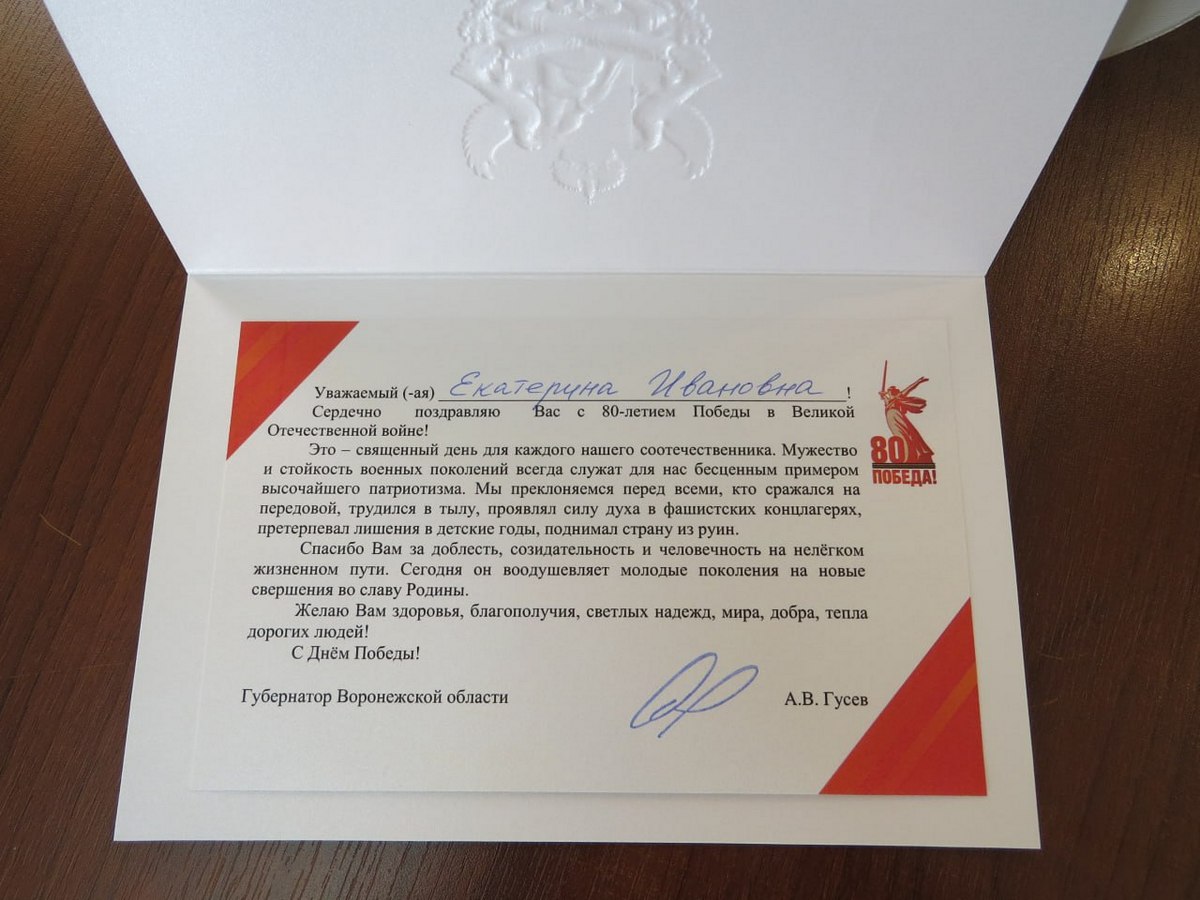 Уважаемый (-ая) Екатерина Ивановна !
Сердечно поздравляю Вас с 80-летием Победы в Великой
Отечественной войне!
Это – священный день для каждого нашего соотечественника. Мужество
и стойкость военных поколений всегда служат для нас бесценным примером
высочайшего патриотизма. Мы преклоняемся перед всеми, кто сражался на
передовой, трудился в тылу, проявлял силу духа в фашистских концлагерях,
претерпевал лишения в детские годы, поднимал страну из руин.
Спасибо Вам за доблесть, созидательность и человечность на нелёгком
жизненном пути. Сегодня он воодушевляет молодые поколения на новые
свершения во славу Родины.
Желаю Вам здоровья, благополучия, светлых надежд, мира, добра, тепла
дорогих людей!
С Днём Победы!
Губернатор Воронежской области А.В. Гусев
80
ПОБЕДА!